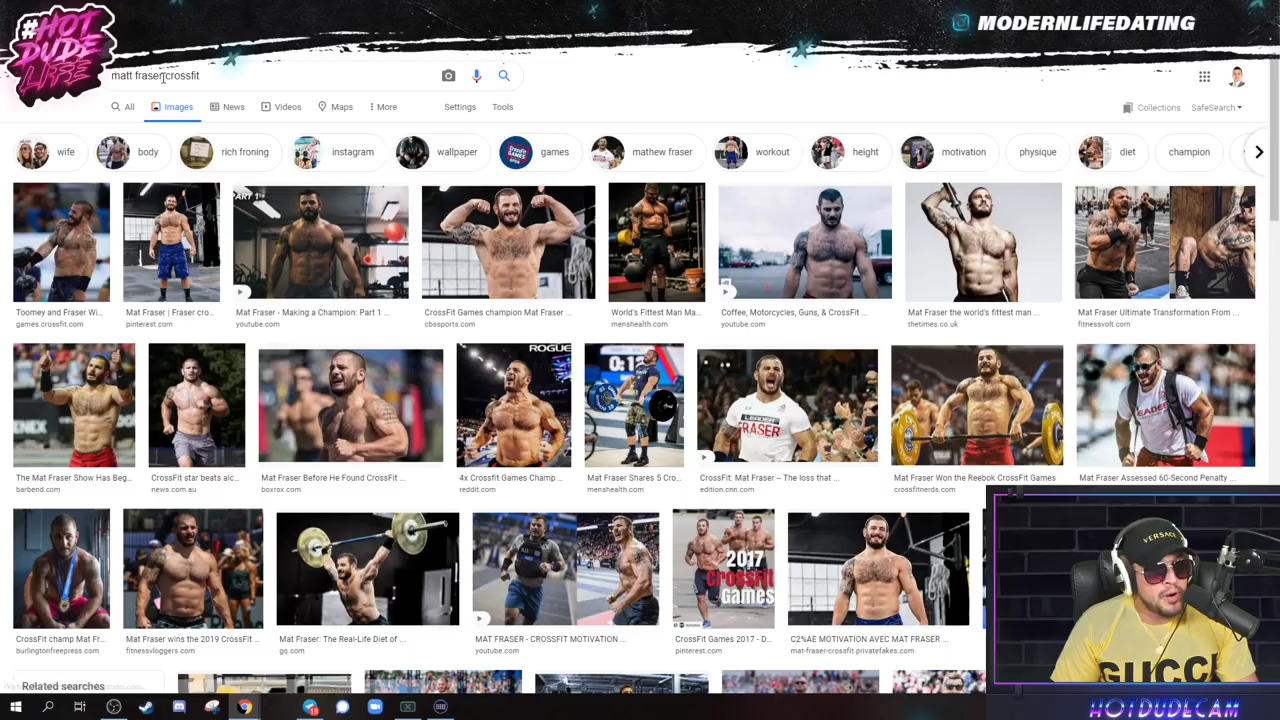 #HOT
DUDE
LIFE
MODERNLIFEDATING
matt fraser crossfit
All
Images
News
Videos
Maps
More
Settings
Tools
Collections
SafeSearch
wife
body
rich froning
instagram
wallpaper
games
mathew fraser
workout
height
motivation
physique
diet
champion
PART 1
Toomey and Fraser Wi...
games.crossfit.com
Mat Fraser | Fraser cro...
pinterest.com
Mat Fraser - Making a Champion: Part 1 ...
youtube.com
CrossFit Games champion Mat Fraser ...
cbssports.com
World's Fittest Man Ma...
menshealth.com
Coffee, Motorcycles, Guns, & CrossFit ...
youtube.com
Mat Fraser the world's fittest man ...
thetimes.co.uk
Mat Fraser Ultimate Transformation From ...
fitnessvolt.com
ROGUE
LEADER
FRASER
The Mat Fraser Show Has Beg...
barbend.com
CrossFit star beats alc...
news.com.au
Mat Fraser Before He Found CrossFit ...
boxrox.com
4x Crossfit Games Champ ...
reddit.com
Mat Fraser Shares 5 Cro...
menshealth.com
CrossFit: Mat Fraser – The loss that ...
edition.cnn.com
Mat Fraser Won the Reebok CrossFit Games
crossfitnerds.com
Mat Fraser Assessed 60-Second Penalty ...
2017
CrossFit
Games
VERSACE
CrossFit champ Mat Fr...
burlingtonfreepress.com
Mat Fraser wins the 2019 CrossFit ...
fitnessvloggers.com
Mat Fraser: The Real-Life Diet of ...
gq.com
MAT FRASER - CROSSFIT MOTIVATION ...
youtube.com
CrossFit Games 2017 - D...
pinterest.com
C2%AE MOTIVATION AVEC MAT FRASER ...
mat-fraser-crossfit.privatefakes.com
GUCCI
Related searches
HOTDUDECAM